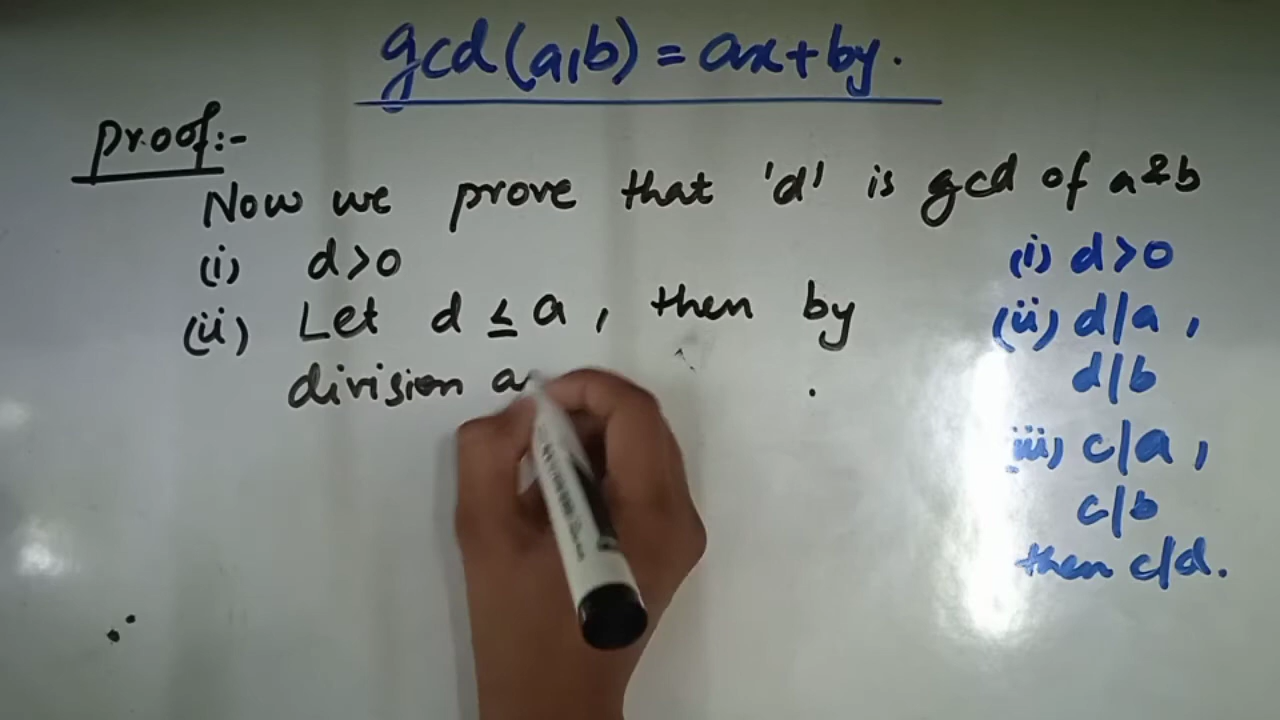 gcd(a,b) = ax+by.
Proof:-
Now we prove that 'd' is gcd of a&b
(i) d>0
(ii) Let d ≤ a, then by
division a
(i) d>0
(ii) d/a,
d/b
iii) c/a,
c/b
then c/d.